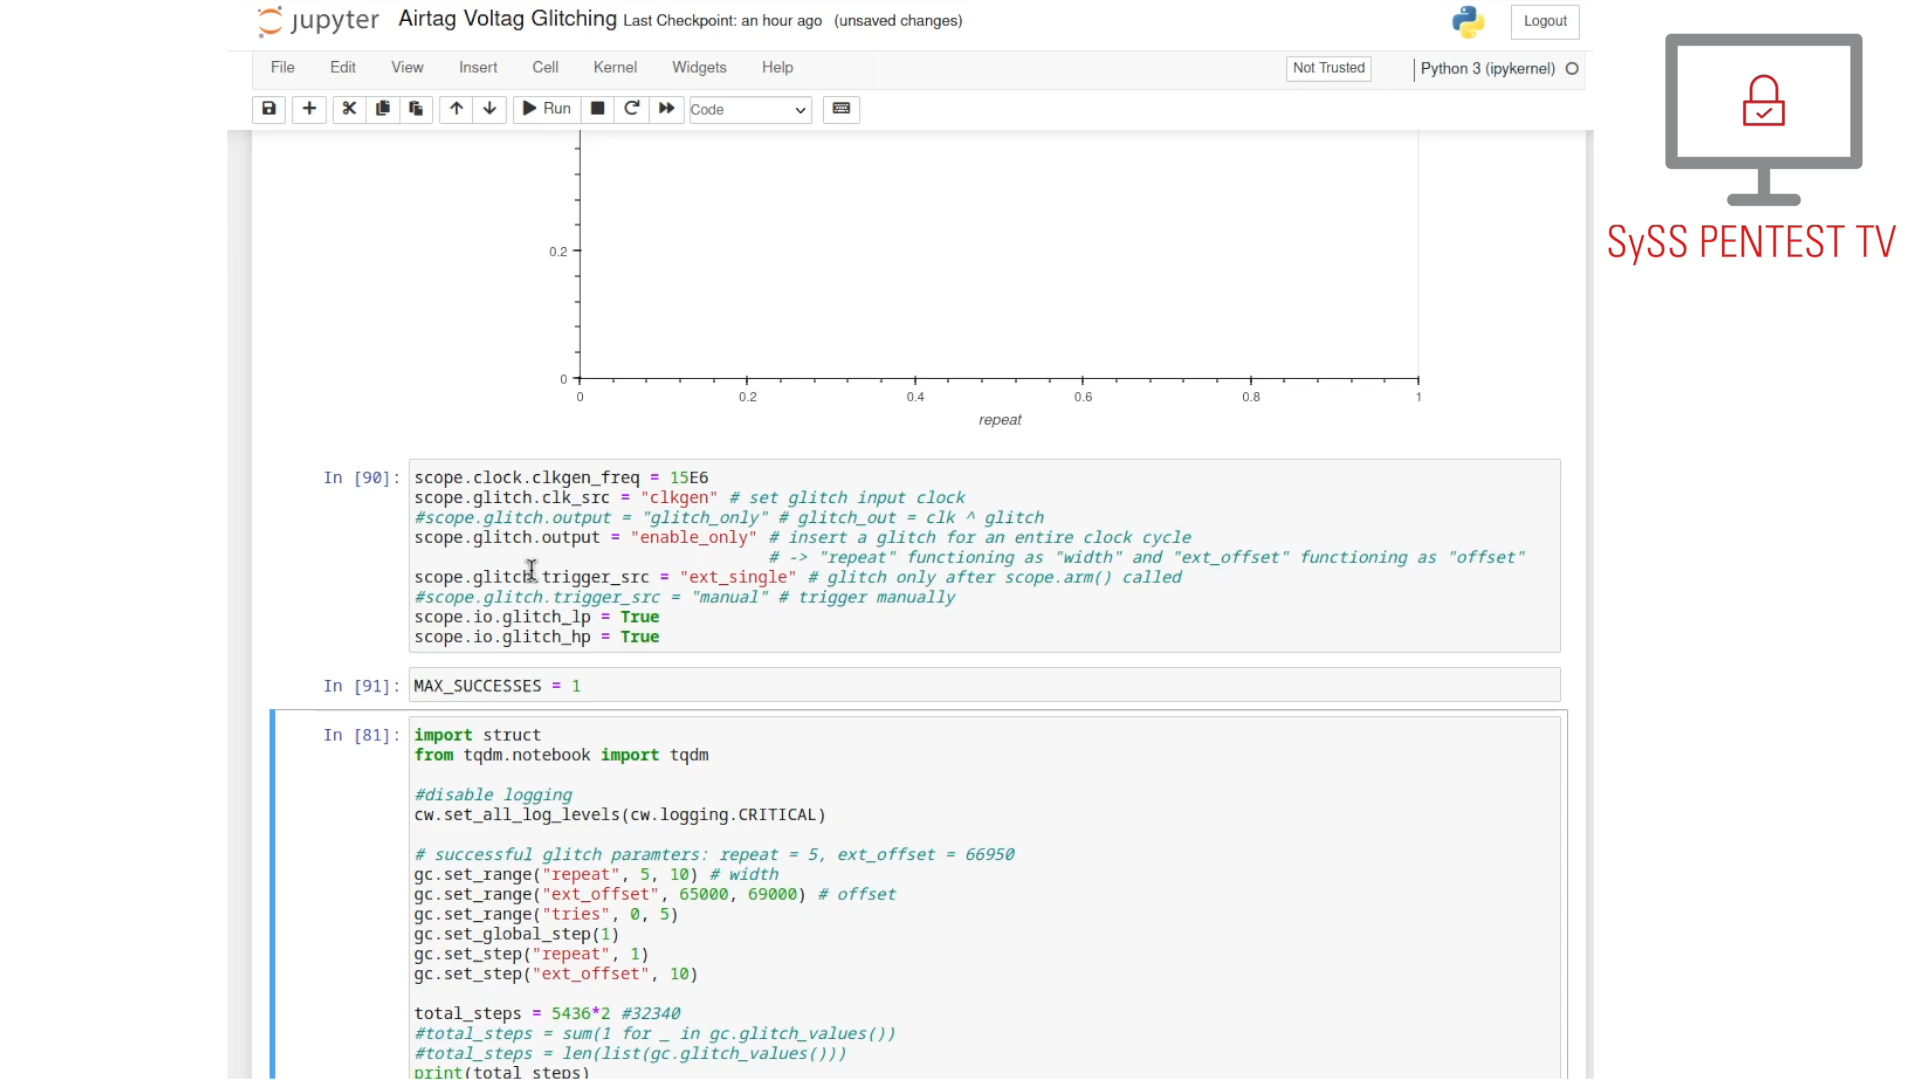 jupyter Airtag Voltag Glitching Last Checkpoint: an hour ago (unsaved changes)
Logout
File Edit View Insert Cell Kernel Widgets Help
Not Trusted
Python 3 (ipykernel)
Run
Code
SySS PENTEST TV
0.2
0
0 0.2 0.4 0.6 0.8 1
repeat
In [90]:
scope.clock.clkgen_freq = 15E6
scope.glitch.clk_src = "clkgen" # set glitch input clock
#scope.glitch.output = "glitch_only" # glitch_out = clk ^ glitch
scope.glitch.output = "enable_only" # insert a glitch for an entire clock cycle
# -> "repeat" functioning as "width" and "ext_offset" functioning as "offset"
scope.glitch.trigger_src = "ext_single" # glitch only after scope.arm() called
#scope.glitch.trigger_src = "manual" # trigger manually
scope.io.glitch_lp = True
scope.io.glitch_hp = True
In [91]:
MAX_SUCCESSES = 1
In [81]:
import struct
from tqdm.notebook import tqdm
#disable logging
cw.set_all_log_levels(cw.logging.CRITICAL)
# successful glitch paramters: repeat = 5, ext_offset = 66950
gc.set_range("repeat", 5, 10) # width
gc.set_range("ext_offset", 65000, 69000) # offset
gc.set_range("tries", 0, 5)
gc.set_global_step(1)
gc.set_step("repeat", 1)
gc.set_step("ext_offset", 10)
total_steps = 5436*2 #32340
#total_steps = sum(1 for _ in gc.glitch_values())
#total_steps = len(list(gc.glitch_values()))
print(total_steps)